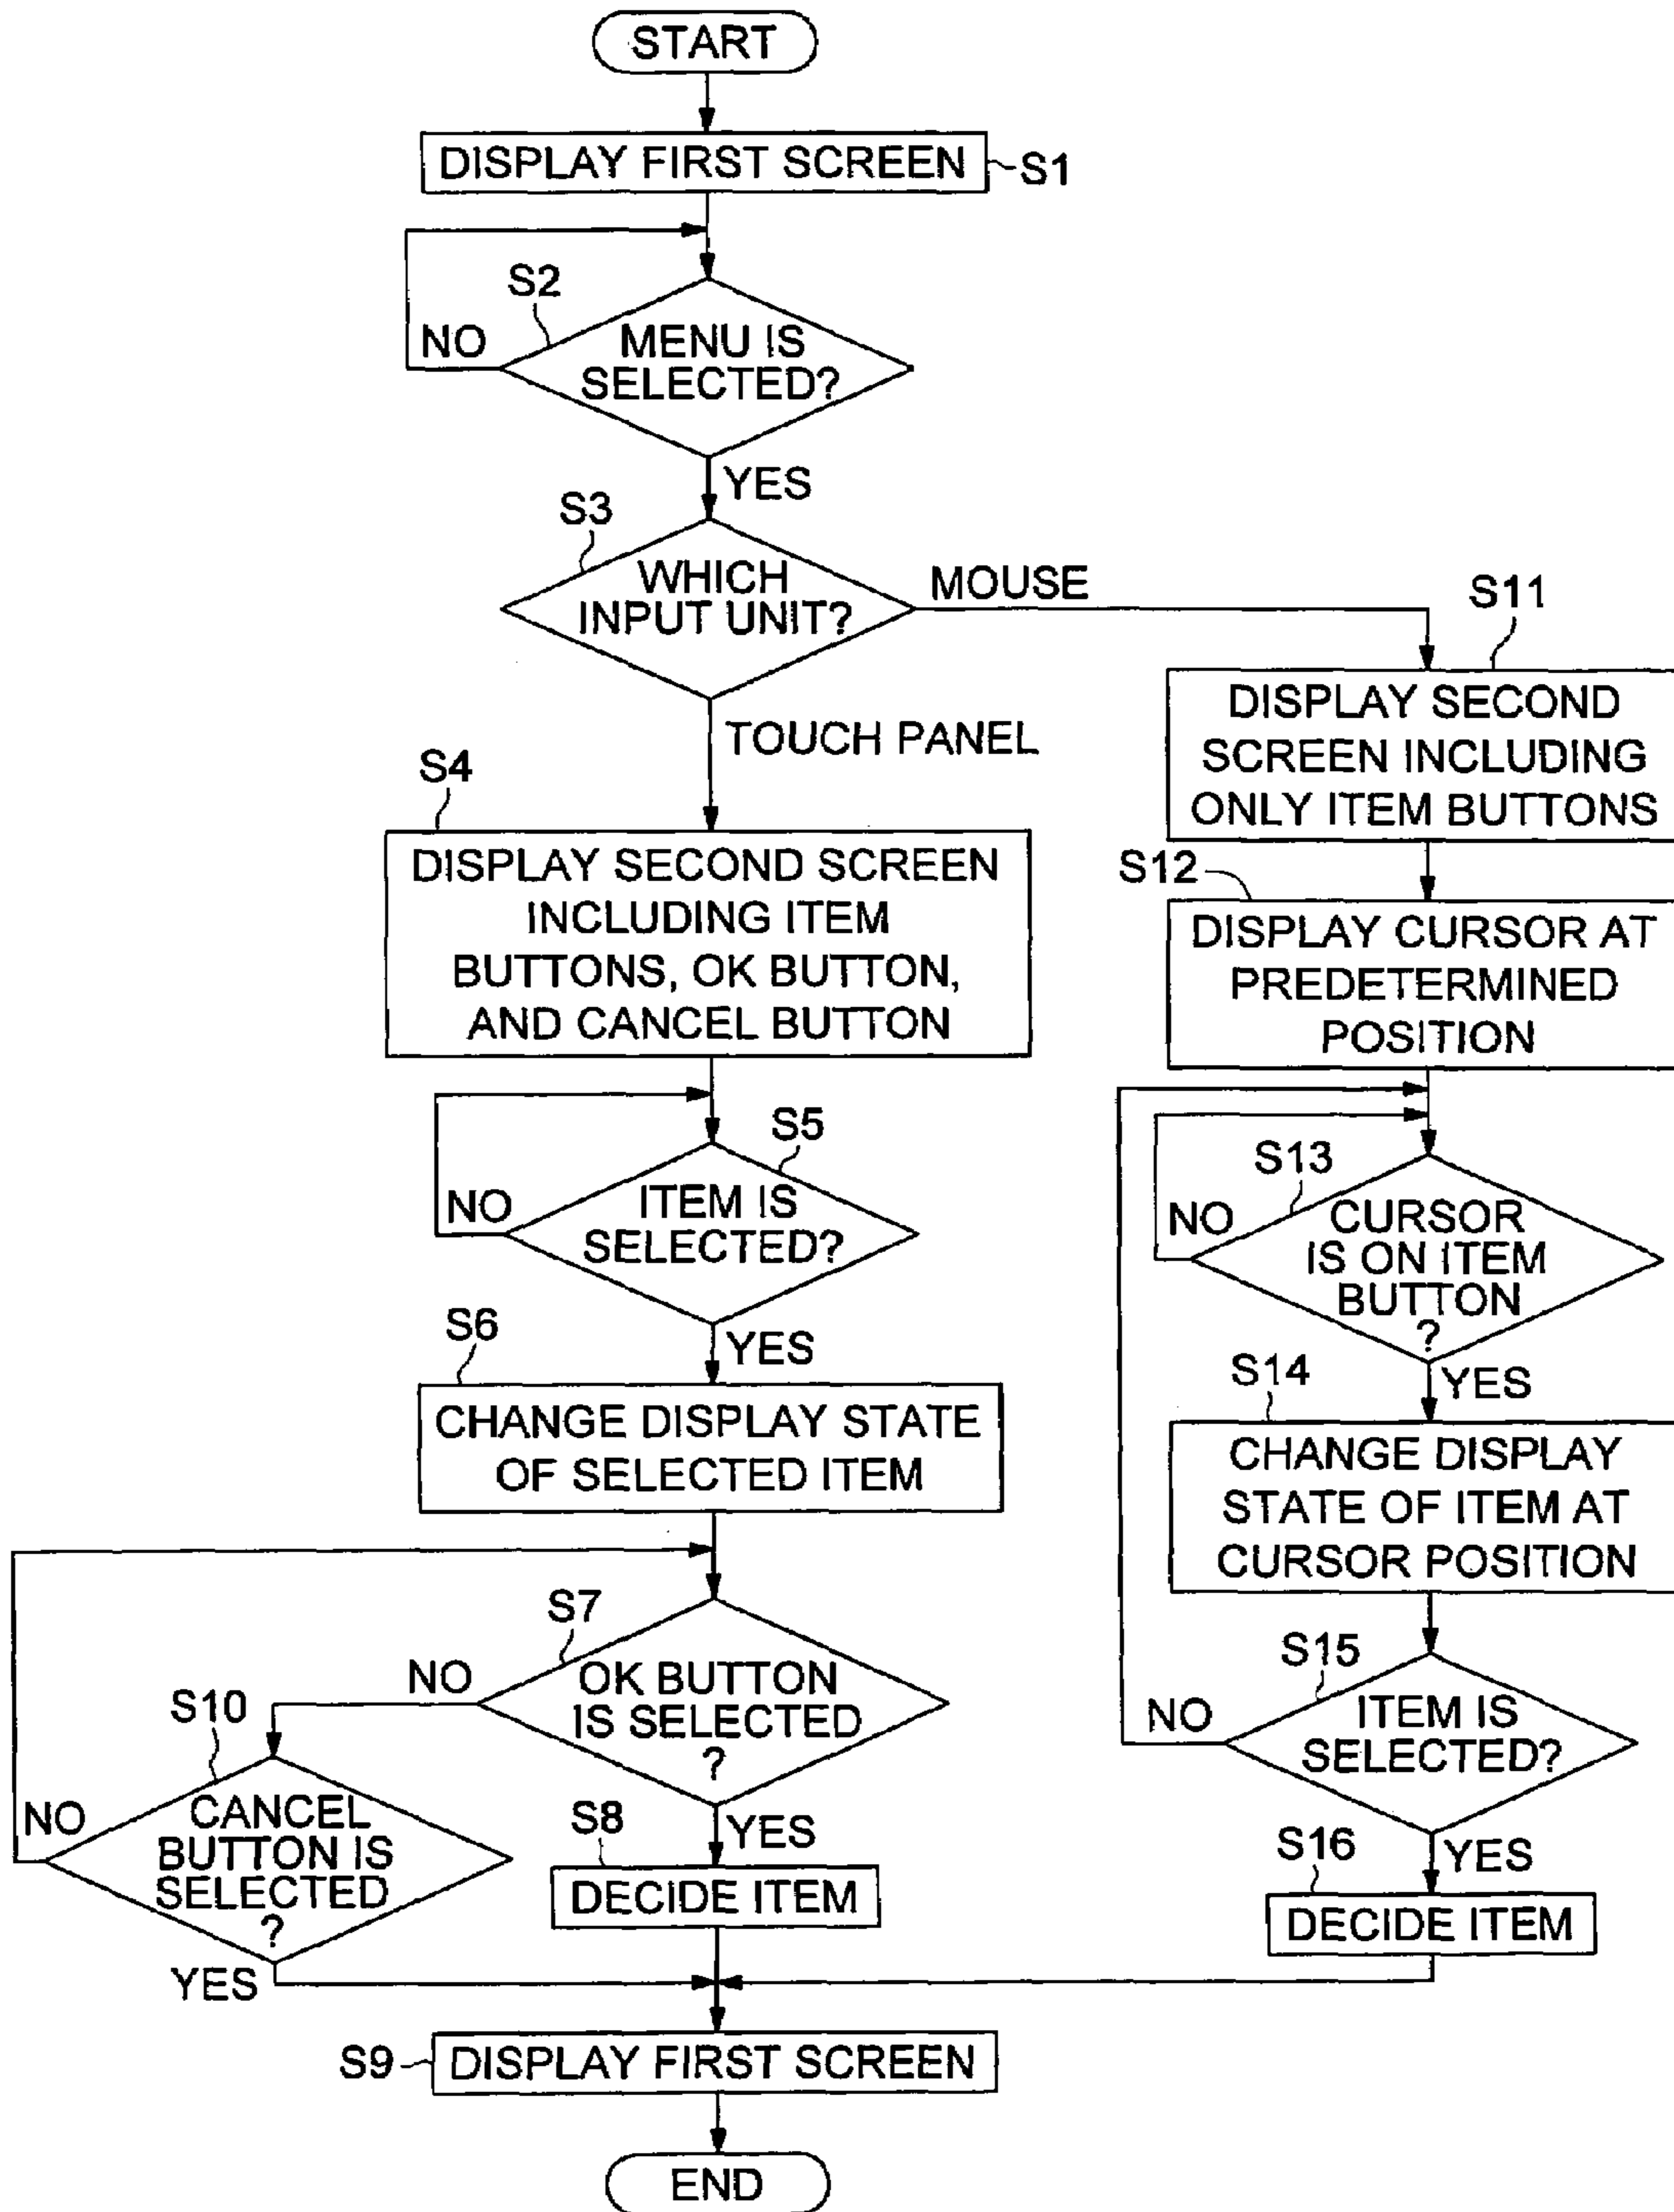 START
DISPLAY FIRST SCREEN
S1
S2
NO
MENU IS
SELECTED?
YES
S3
WHICH
INPUT UNIT?
MOUSE
TOUCH PANEL
S4
DISPLAY SECOND SCREEN
INCLUDING ITEM
BUTTONS, OK BUTTON,
AND CANCEL BUTTON
S5
NO
ITEM IS
SELECTED?
YES
S6
CHANGE DISPLAY STATE
OF SELECTED ITEM
S7
NO
OK BUTTON
IS SELECTED
?
YES
S10
NO
CANCEL
BUTTON IS
SELECTED
?
YES
S8
DECIDE ITEM
S11
DISPLAY SECOND
SCREEN INCLUDING
ONLY ITEM BUTTONS
S12
DISPLAY CURSOR AT
PREDETERMINED
POSITION
S13
NO
CURSOR
IS ON ITEM
BUTTON
?
YES
S14
CHANGE DISPLAY
STATE OF ITEM AT
CURSOR POSITION
S15
NO
ITEM IS
SELECTED?
YES
S16
DECIDE ITEM
S9
DISPLAY FIRST SCREEN
END